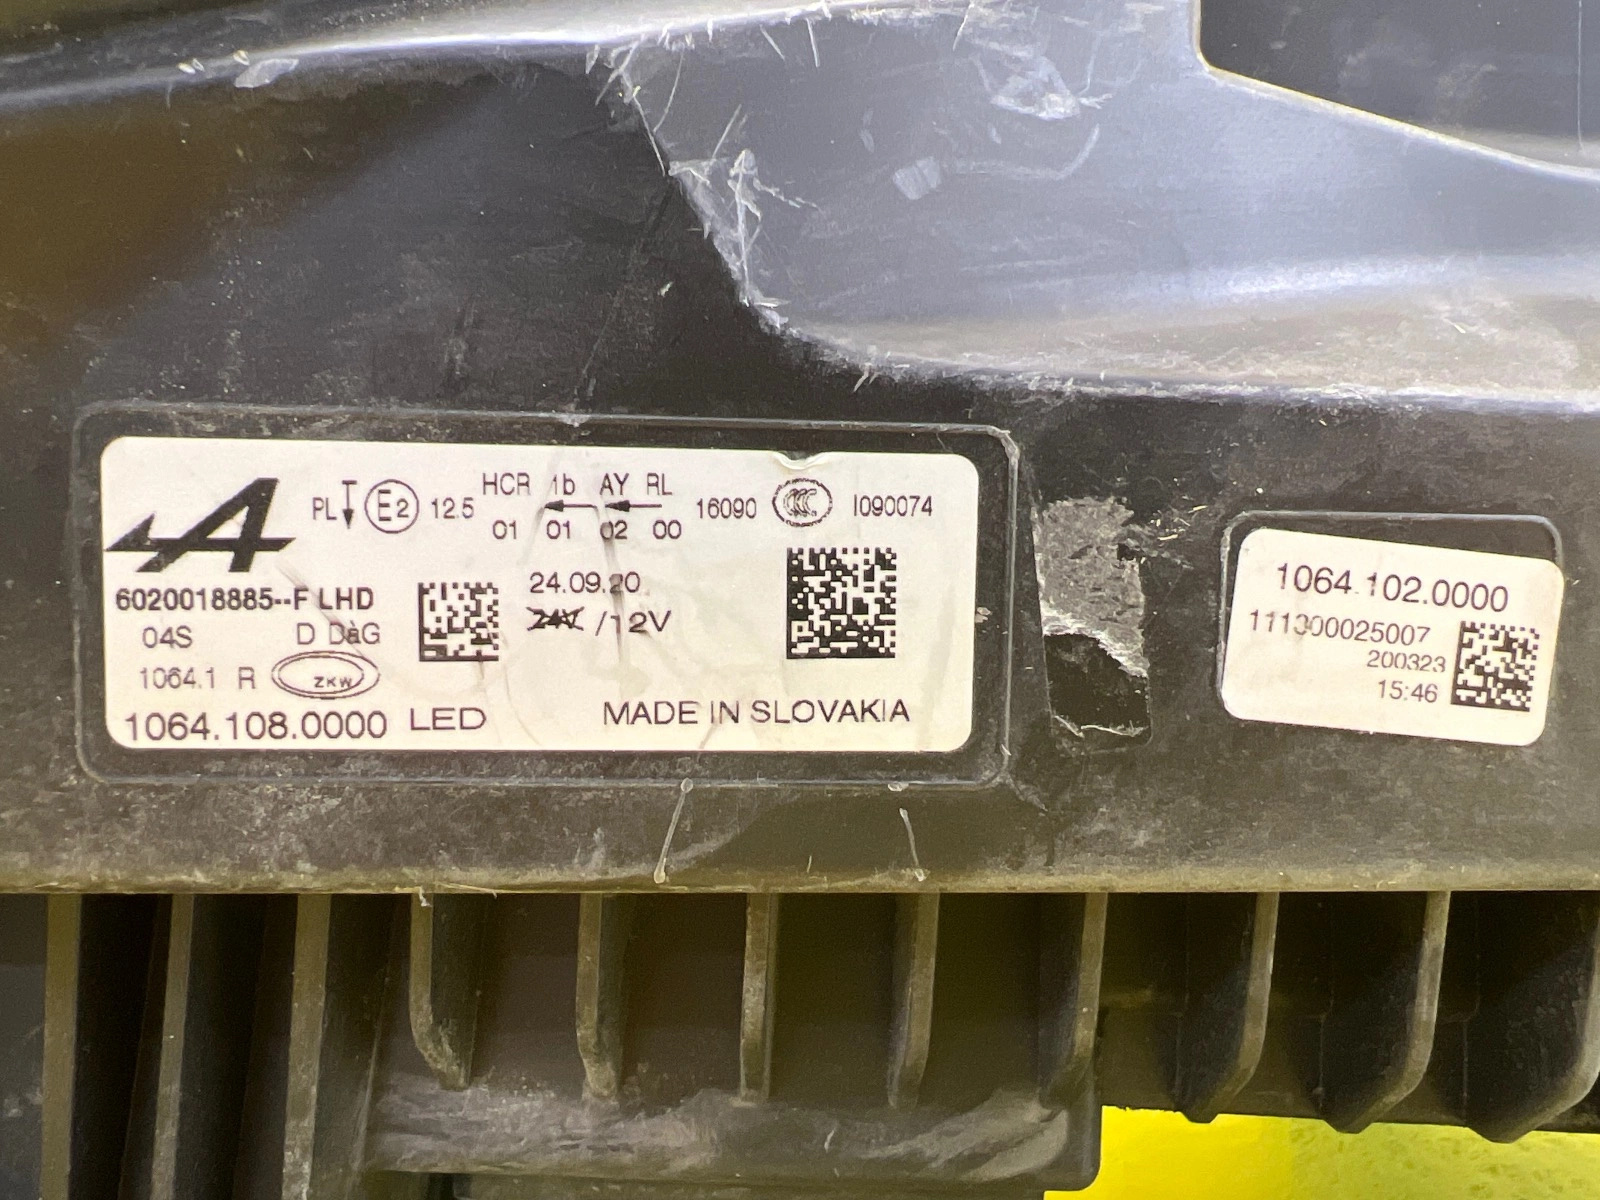 HCR 1b AY RL
PL E2 12.5 16090 CCC I090074
01 01 02 00
6020018885--F LHD
24.09.20
04S D DàG
24V /12V
1064.1 R ZKW
1064.108.0000 LED
MADE IN SLOVAKIA
1064.102.0000
111300025007
200323
15:46